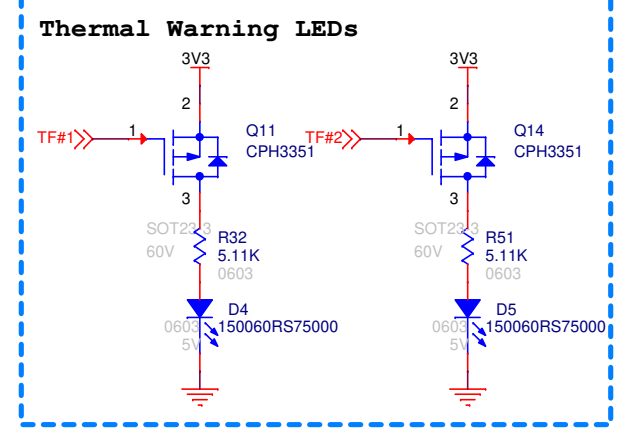 Thermal Warning LEDs
3V3 3V3
2 2
TF#1 1 Q11 TF#2 1 Q14
CPH3351 CPH3351
3 3
SOT23-3 SOT23-3
R32 R51
60V 5.11K 60V 5.11K
0603 0603
D4 D5
0603 150060RS75000 0603 150060RS75000
5V 5V